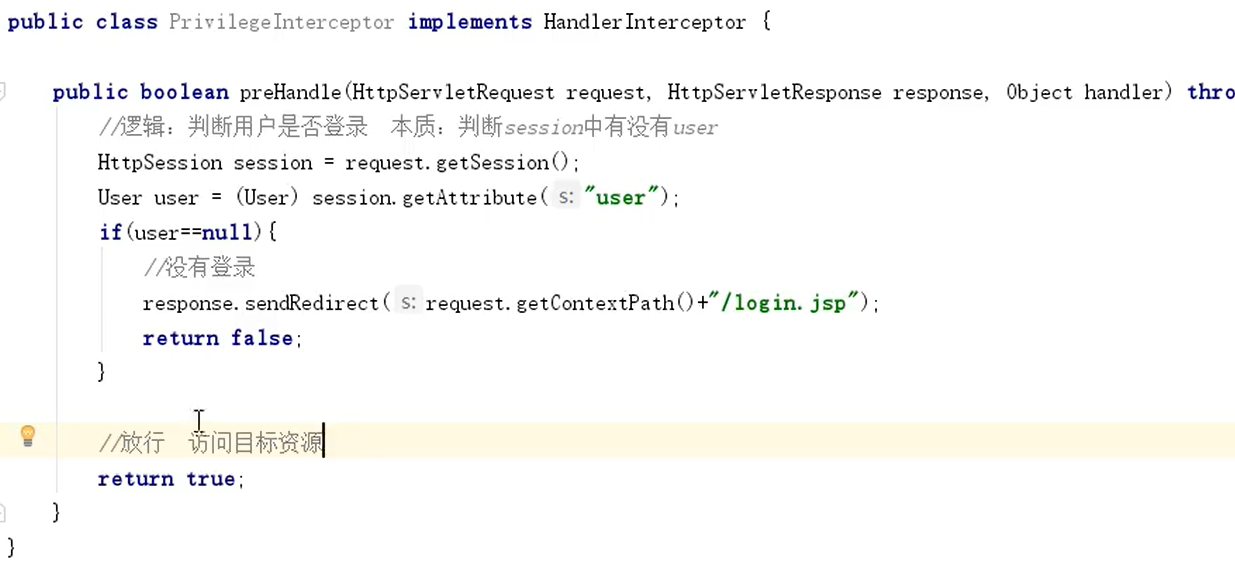 public class PrivilegeInterceptor implements HandlerInterceptor {
public boolean preHandle(HttpServletRequest request, HttpServletResponse response, Object handler) thro
//逻辑：判断用户是否登录 本质：判断session中有没有user
HttpSession session = request.getSession();
User user = (User) session.getAttribute( s: "user");
if(user==null){
//没有登录
response.sendRedirect( s: request.getContextPath()+"/login.jsp");
return false;
}
//放行 访问目标资源
return true;
}
}